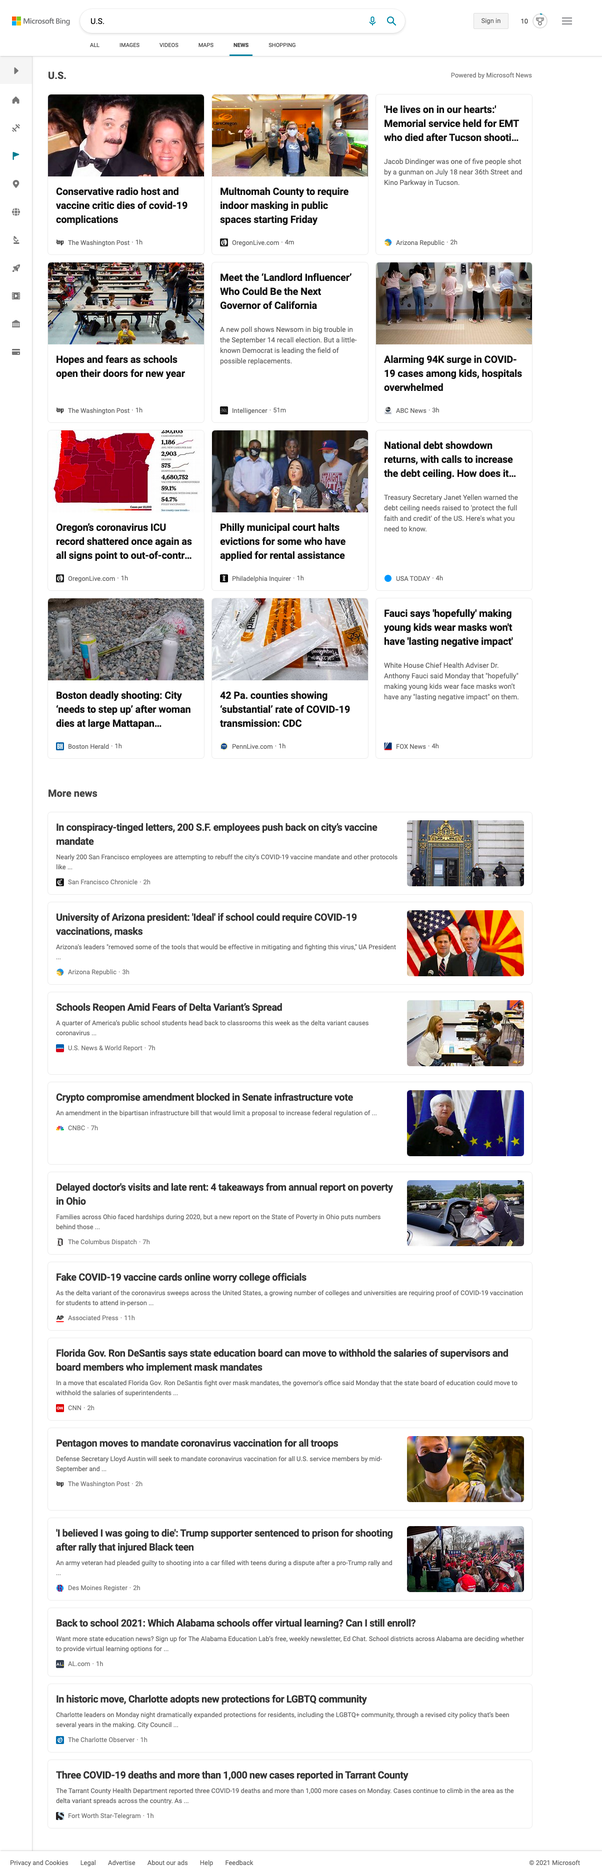 Microsoft Bing
U.S.
Sign in
10
ALL
IMAGES
VIDEOS
MAPS
NEWS
SHOPPING
U.S.
Powered by Microsoft News
Conservative radio host and
vaccine critic dies of covid-19
complications
wp The Washington Post · 1h
Multnomah County to require
indoor masking in public
spaces starting Friday
OregonLive.com · 4m
'He lives on in our hearts:'
Memorial service held for EMT
who died after Tucson shooti...
Jacob Dindinger was one of five people shot
by a gunman on July 18 near 36th Street and
Kino Parkway in Tucson.
Arizona Republic · 2h
Hopes and fears as schools
open their doors for new year
wp The Washington Post · 1h
Meet the ‘Landlord Influencer’
Who Could Be the Next
Governor of California
A new poll shows Newsom in big trouble in
the September 14 recall election. But a little-
known Democrat is leading the field of
possible replacements.
Intelligencer · 51m
Alarming 94K surge in COVID-
19 cases among kids, hospitals
overwhelmed
ABC News · 3h
1,186
2,903
575
4,680,752
59.1%
54.7%
Oregon’s coronavirus ICU
record shattered once again as
all signs point to out-of-contr...
OregonLive.com · 1h
Philly municipal court halts
evictions for some who have
applied for rental assistance
Philadelphia Inquirer · 1h
National debt showdown
returns, with calls to increase
the debt ceiling. How does it...
Treasury Secretary Janet Yellen warned the
debt ceiling needs raised to 'protect the full
faith and credit' of the US. Here's what you
need to know.
USA TODAY · 4h
Boston deadly shooting: City
‘needs to step up’ after woman
dies at large Mattapan...
Boston Herald · 1h
42 Pa. counties showing
‘substantial’ rate of COVID-19
transmission: CDC
PennLive.com · 1h
Fauci says 'hopefully' making
young kids wear masks won't
have 'lasting negative impact'
White House Chief Health Adviser Dr.
Anthony Fauci said Monday that "hopefully"
making young kids wear face masks won't
have any "lasting negative impact" on them.
FOX News · 4h
More news
In conspiracy-tinged letters, 200 S.F. employees push back on city’s vaccine
mandate
Nearly 200 San Francisco employees are attempting to rebuff the city’s COVID-19 vaccine mandate and other protocols
like ...
San Francisco Chronicle · 2h
University of Arizona president: 'Ideal' if school could require COVID-19
vaccinations, masks
Arizona's leaders "removed some of the tools that would be effective in mitigating and fighting this virus," UA President
...
Arizona Republic · 3h
Schools Reopen Amid Fears of Delta Variant’s Spread
A quarter of America’s public school students head back to classrooms this week as the delta variant causes
coronavirus ...
U.S. News & World Report · 7h
Crypto compromise amendment blocked in Senate infrastructure vote
An amendment in the bipartisan infrastructure bill that would limit a proposal to increase federal regulation of ...
CNBC · 7h
Delayed doctor's visits and late rent: 4 takeaways from annual report on poverty
in Ohio
Families across Ohio faced hardships during 2020, but a new report on the State of Poverty in Ohio puts numbers
behind those ...
The Columbus Dispatch · 7h
Fake COVID-19 vaccine cards online worry college officials
As the delta variant of the coronavirus sweeps across the United States, a growing number of colleges and universities are requiring proof of COVID-19 vaccination
for students to attend in-person ...
AP Associated Press · 11h
Florida Gov. Ron DeSantis says state education board can move to withhold the salaries of supervisors and
board members who implement mask mandates
In a move that escalated Florida Gov. Ron DeSantis fight over mask mandates, the governor's office said Monday that the state board of education could move to
withhold the salaries of superintendents ...
CNN CNN · 2h
Pentagon moves to mandate coronavirus vaccination for all troops
Defense Secretary Lloyd Austin will seek to mandate coronavirus vaccination for all U.S. service members by mid-
September and ...
wp The Washington Post · 2h
'I believed I was going to die': Trump supporter sentenced to prison for shooting
after rally that injured Black teen
An army veteran had pleaded guilty to shooting into a car filled with teens during a dispute after a pro-Trump rally and
...
Des Moines Register · 2h
Back to school 2021: Which Alabama schools offer virtual learning? Can I still enroll?
Want more state education news? Sign up for The Alabama Education Lab's free, weekly newsletter, Ed Chat. School districts across Alabama are deciding whether
to provide virtual learning options for ...
AL AL.com · 1h
In historic move, Charlotte adopts new protections for LGBTQ community
Charlotte leaders on Monday night dramatically expanded protections for residents, including the LGBTQ+ community, through a revised city policy that's been
several years in the making. City Council ...
The Charlotte Observer · 1h
Three COVID-19 deaths and more than 1,000 new cases reported in Tarrant County
The Tarrant County Health Department reported three COVID-19 deaths and more than 1,000 more cases on Monday. Cases continue to climb in the area as the
delta variant spreads across the country. As ...
Fort Worth Star-Telegram · 1h
Privacy and Cookies
Legal
Advertise
About our ads
Help
Feedback
© 2021 Microsoft